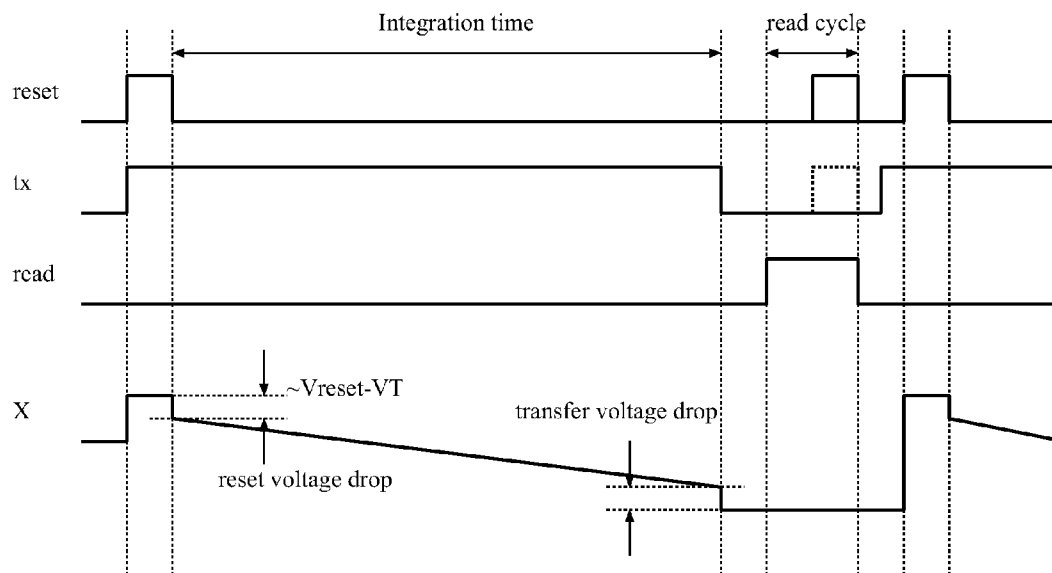 Integration time
read cycle
reset
tx
read
X
~Vreset-VT
reset voltage drop
transfer voltage drop